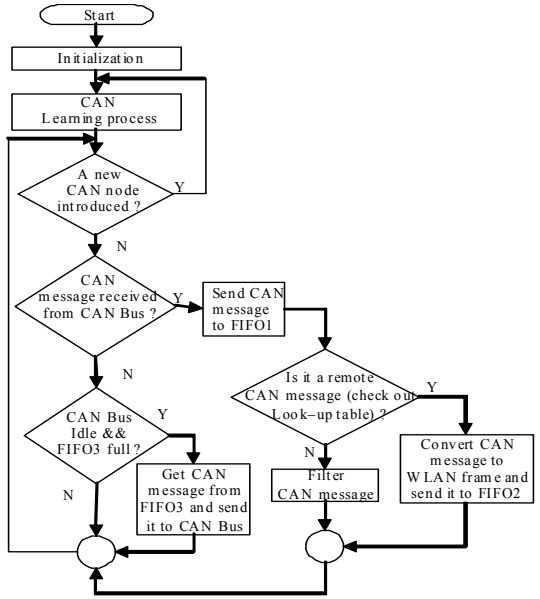 Start
Initialization
CAN
Learning process
A new
CAN node
introduced ?
Y
N
CAN
message received
from CAN Bus ?
Y
Send CAN
message
to FIFO1
N
Is it a remote
CAN message (check out
Look-up table) ?
Y
N
CAN Bus
Idle &&
FIFO3 full ?
Y
N
Get CAN
message from
FIFO3 and send
it to CAN Bus
Filter
CAN message
Convert CAN
message to
WLAN frame and
send it to FIFO2